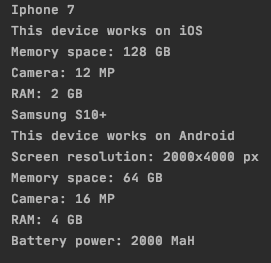 Iphone 7
This device works on iOS
Memory space: 128 GB
Camera: 12 MP
RAM: 2 GB
Samsung S10+
This device works on Android
Screen resolution: 2000x4000 px
Memory space: 64 GB
Camera: 16 MP
RAM: 4 GB
Battery power: 2000 MaH